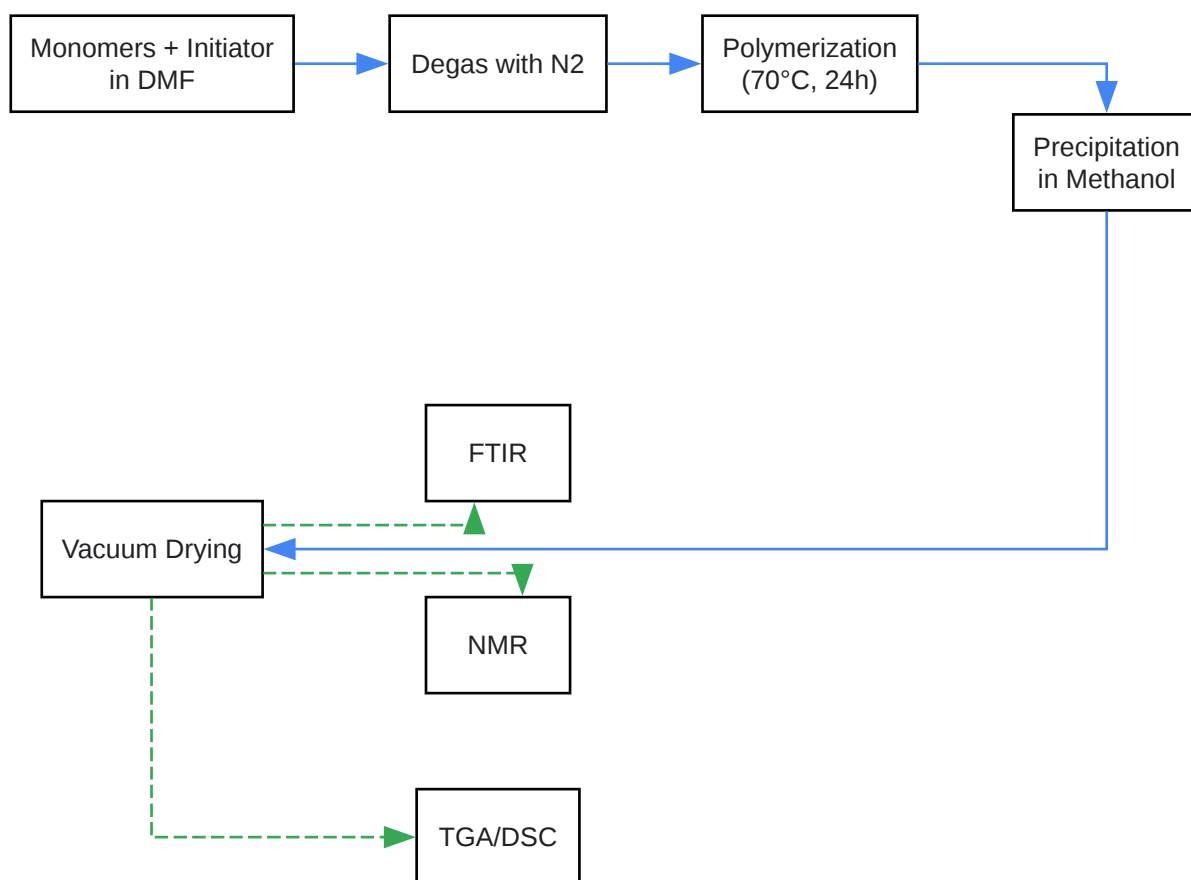 Monomers + Initiator
in DMF
Degas with N2
Polymerization
(70°C, 24h)
Precipitation
in Methanol
FTIR
Vacuum Drying
NMR
TGA/DSC